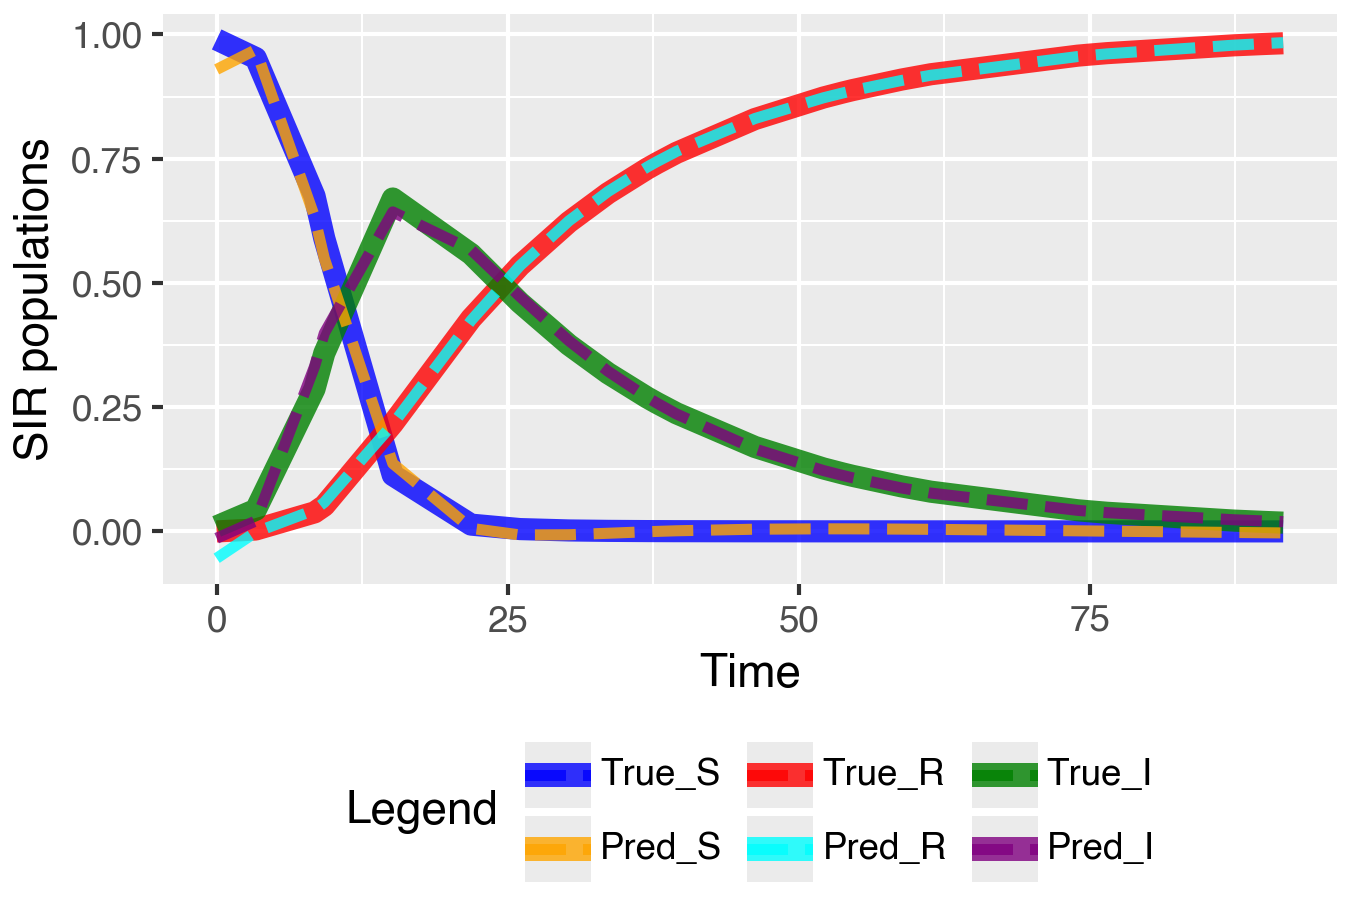 1.00
0.75
0.50
0.25
0.00
SIR populations
0 25 50 75
Time
Legend
True_S True_R True_I
Pred_S Pred_R Pred_I